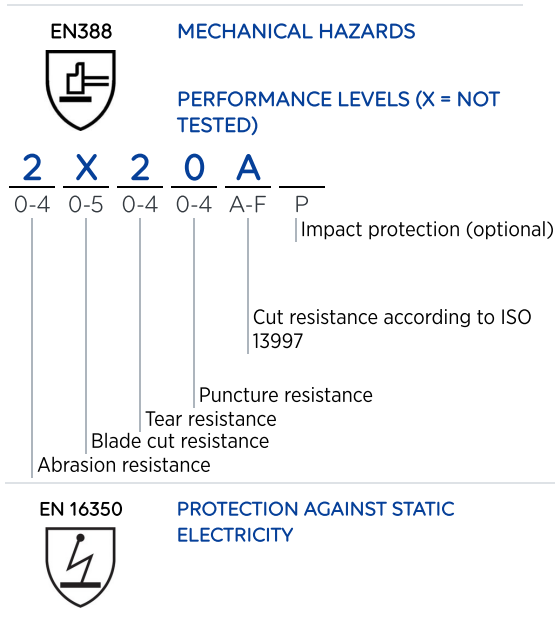 EN388
MECHANICAL HAZARDS
PERFORMANCE LEVELS (X = NOT
TESTED)
2 X 2 0 A
0-4 0-5 0-4 0-4 A-F P
Impact protection (optional)
Cut resistance according to ISO
13997
Puncture resistance
Tear resistance
Blade cut resistance
Abrasion resistance
EN 16350
PROTECTION AGAINST STATIC
ELECTRICITY